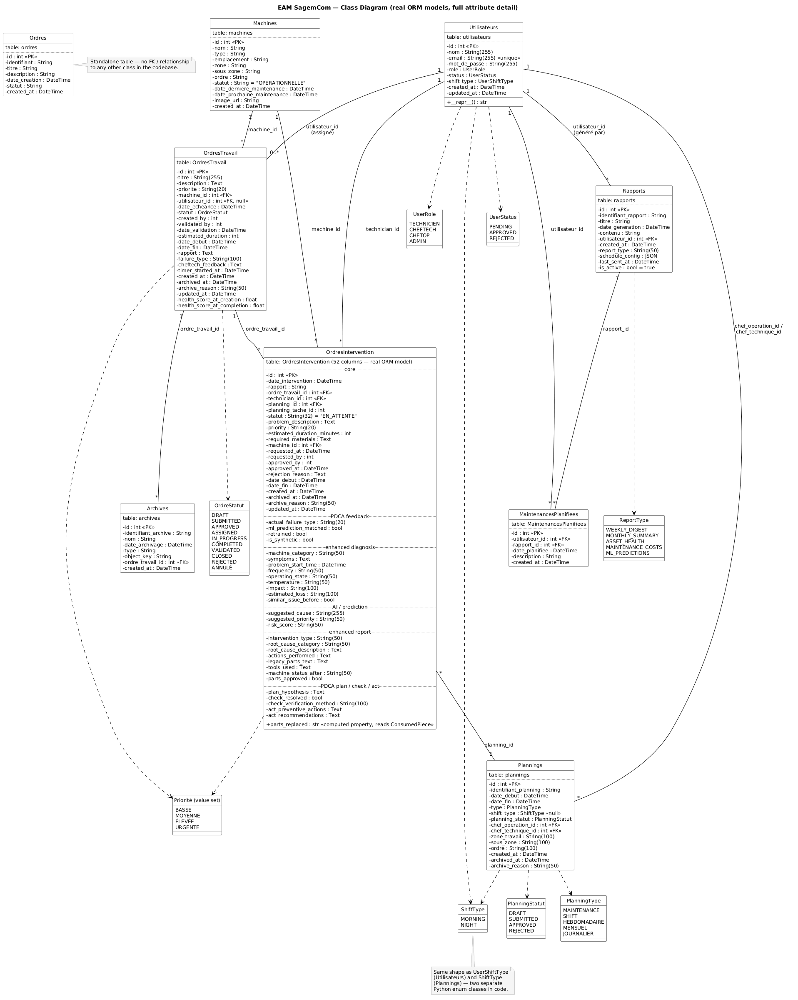 EAM SagemCom — Class Diagram (real ORM models, full attribute detail)
Ordres
table: ordres
-id : int «PK»
-identifiant : String
-titre : String
-description : String
-date_creation : DateTime
-statut : String
-created_at : DateTime
Standalone table — no FK / relationship
to any other class in the codebase.
Machines
table: machines
-id : int «PK»
-nom : String
-type : String
-emplacement : String
-zone : String
-sous_zone : String
-ordre : String
-statut : String = "OPERATIONNELLE"
-date_derniere_maintenance : DateTime
-date_prochaine_maintenance : DateTime
-image_url : String
-created_at : DateTime
Utilisateurs
table: utilisateurs
-id : int «PK»
-nom : String(255)
-email : String(255) «unique»
-mot_de_passe : String(255)
-role : UserRole
-status : UserStatus
-shift_type : UserShiftType
-created_at : DateTime
-updated_at : DateTime
+__repr__() : str
1
1
1
1
1
1
1
machine_id
*
utilisateur_id
(assigné)
0..*
utilisateur_id
(généré par)
*
OrdresTravail
table: OrdresTravail
-id : int «PK»
-titre : String(255)
-description : Text
-priorite : String(20)
-machine_id : int «FK»
-utilisateur_id : int «FK, null»
-date_echeance : DateTime
-statut : OrdreStatut
-created_by : int
-validated_by : int
-date_validation : DateTime
-estimated_duration : int
-date_debut : DateTime
-date_fin : DateTime
-rapport : Text
-failure_type : String(100)
-cheftech_feedback : Text
-timer_started_at : DateTime
-created_at : DateTime
-archived_at : DateTime
-archive_reason : String(50)
-updated_at : DateTime
-health_score_at_creation : float
-health_score_at_completion : float
machine_id
technician_id
UserRole
TECHNICIEN
CHEFTECH
CHETOP
ADMIN
UserStatus
PENDING
APPROVED
REJECTED
utilisateur_id
Rapports
table: rapports
-id : int «PK»
-identifiant_rapport : String
-titre : String
-date_generation : DateTime
-contenu : String
-utilisateur_id : int «FK»
-created_at : DateTime
-report_type : String(50)
-schedule_config : JSON
-last_sent_at : DateTime
-is_active : bool = true
1
1
1
ordre_travail_id
ordre_travail_id
rapport_id
chef_operation_id /
chef_technique_id
*
*
*
OrdresIntervention
table: OrdresIntervention (52 columns — real ORM model)
core
-id : int «PK»
-date_intervention : DateTime
-rapport : String
-ordre_travail_id : int «FK»
-technician_id : int «FK»
-planning_id : int «FK»
-planning_tache_id : int
-statut : String(32) = "EN_ATTENTE"
-problem_description : Text
-priority : String(20)
-estimated_duration_minutes : int
-required_materials : Text
-machine_id : int «FK»
-requested_at : DateTime
-requested_by : int
-approved_by : int
-approved_at : DateTime
-rejection_reason : Text
-date_debut : DateTime
-date_fin : DateTime
-created_at : DateTime
-archived_at : DateTime
-archive_reason : String(50)
-updated_at : DateTime
PDCA feedback
-actual_failure_type : String(20)
-ml_prediction_matched : bool
-retrained : bool
-is_synthetic : bool
enhanced diagnosis
-machine_category : String(50)
-symptoms : Text
-problem_start_time : DateTime
-frequency : String(50)
-operating_state : String(50)
-temperature : String(50)
-impact : String(100)
-estimated_loss : String(100)
-similar_issue_before : bool
AI / prediction
-suggested_cause : String(255)
-suggested_priority : String(50)
-risk_score : String(50)
enhanced report
-intervention_type : String(50)
-root_cause_category : String(50)
-root_cause_description : Text
-actions_performed : Text
-legacy_parts_text : Text
-tools_used : Text
-machine_status_after : String(50)
-parts_approved : bool
PDCA plan / check / act
-plan_hypothesis : Text
-check_resolved : bool
-check_verification_method : String(100)
-act_preventive_actions : Text
-act_recommendations : Text
+parts_replaced : str «computed property, reads ConsumedPiece»
*
Archives
table: archives
-id : int «PK»
-identifiant_archive : String
-nom : String
-date_archivage : DateTime
-type : String
-object_key : String
-ordre_travail_id : int «FK»
-created_at : DateTime
OrdreStatut
DRAFT
SUBMITTED
APPROVED
ASSIGNED
IN_PROGRESS
COMPLETED
VALIDATED
CLOSED
REJECTED
ANNULÉ
*
*
MaintenancesPlanifiees
table: MaintenancesPlanifiees
-id : int «PK»
-utilisateur_id : int «FK»
-rapport_id : int «FK»
-date_planifiee : DateTime
-description : String
-created_at : DateTime
ReportType
WEEKLY_DIGEST
MONTHLY_SUMMARY
ASSET_HEALTH
MAINTENANCE_COSTS
ML_PREDICTIONS
*
planning_id
1
*
Plannings
table: plannings
-id : int «PK»
-identifiant_planning : String
-date_debut : DateTime
-date_fin : DateTime
-type : PlanningType
-shift_type : ShiftType «null»
-planning_statut : PlanningStatut
-chef_operation_id : int «FK»
-chef_technique_id : int «FK»
-zone_travail : String(100)
-sous_zone : String(100)
-ordre : String(100)
-created_at : DateTime
-archived_at : DateTime
-archive_reason : String(50)
Priorité (value set)
BASSE
MOYENNE
ÉLEVÉE
URGENTE
ShiftType
MORNING
NIGHT
PlanningStatut
DRAFT
SUBMITTED
APPROVED
REJECTED
PlanningType
MAINTENANCE
SHIFT
HEBDOMADAIRE
MENSUEL
JOURNALIER
Same shape as UserShiftType
(Utilisateurs) and ShiftType
(Plannings) — two separate
Python enum classes in code.